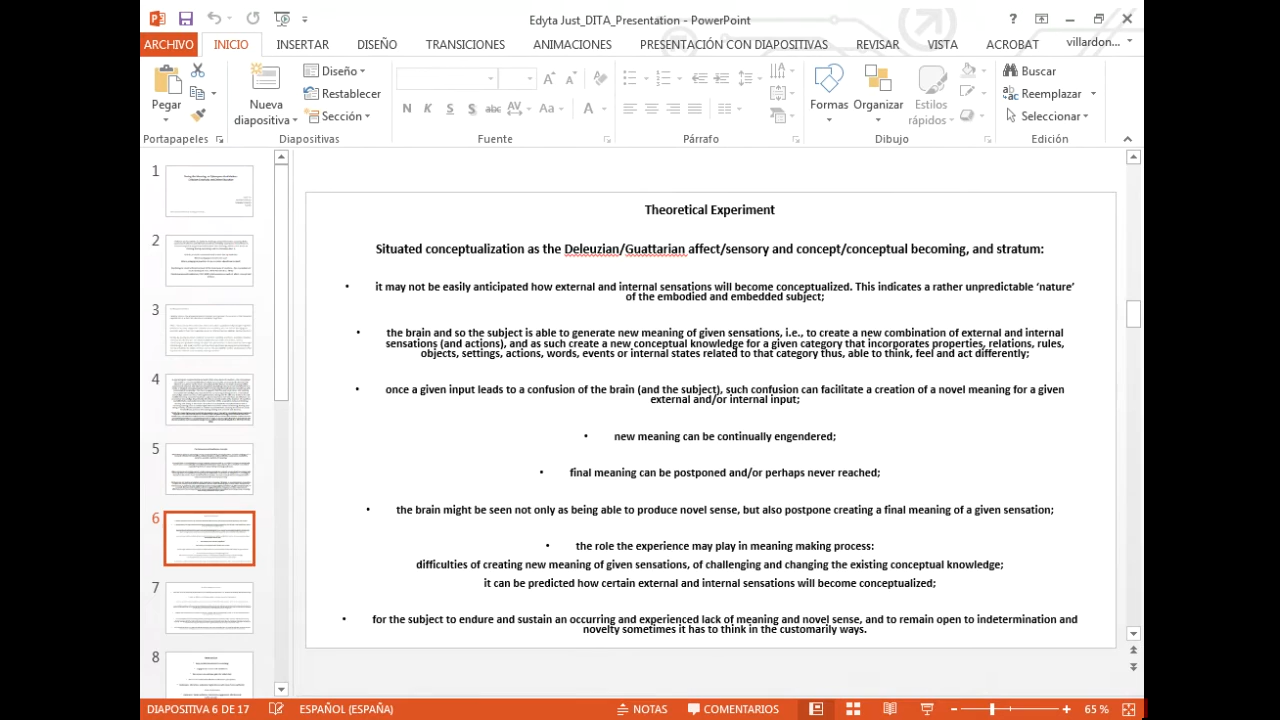 Edyta Just_DITA_Presentation - PowerPoint
ARCHIVO INICIO INSERTAR DISEÑO TRANSICIONES ANIMACIONES PRESENTACIÓN CON DIAPOSITIVAS REVISAR VISTA ACROBAT villardon...
Pegar
Nueva
diapositiva
Diseño
Restablecer
Sección
N K S S abc AV Aa A
Formas Organizar Estilos
rápidos
Buscar
Reemplazar
Seleccionar
Portapapeles Diapositivas Fuente Párrafo Dibujo Edición
1
2
3
4
5
6
7
8
Theoretical Experiment
Situated conceptualization as the Deleuzian/Guattarian affect/sensory and concept/conceptual becoming, and stratum:
• it may not be easily anticipated how external and internal sensations will become conceptualized. This indicates a rather unpredictable ‘nature’
of the embodied and embedded subject;
• the brain and so the subject is able to generate new meaning of given sensations, i.e., to create a novel combination of external and internal
sensations for a category and as such create a new conceptual knowledge for a given category that incorporates properties, relations, rules,
objects, settings, actions, words, events or internal states related to that category thus, able to think, feel and act differently;
• once a given input leads to a confusion of the brain (the subject), such confusion can facilitate a creation of a novel meaning for a given
external and/or internal input;
• new meaning can be continually engendered;
• final meaning can be postponed and/or perhaps never reached;
• the brain might be seen not only as being able to produce novel sense, but also postpone creating a final meaning of a given sensation;
the role the experience may play in meaning making process:
difficulties of creating new meaning of given sensations, of challenging and changing the existing conceptual knowledge;
it can be predicted how certain external and internal sensations will become conceptualized;
• for the subject to endure and sustain occurring and experienced lack of meaning and novel sense, and to remain open to indetermination and
novelty sometimes it has to think in the customarily ways.
DIAPOSITIVA 6 DE 17 ESPAÑOL (ESPAÑA) NOTAS COMENTARIOS 65 %